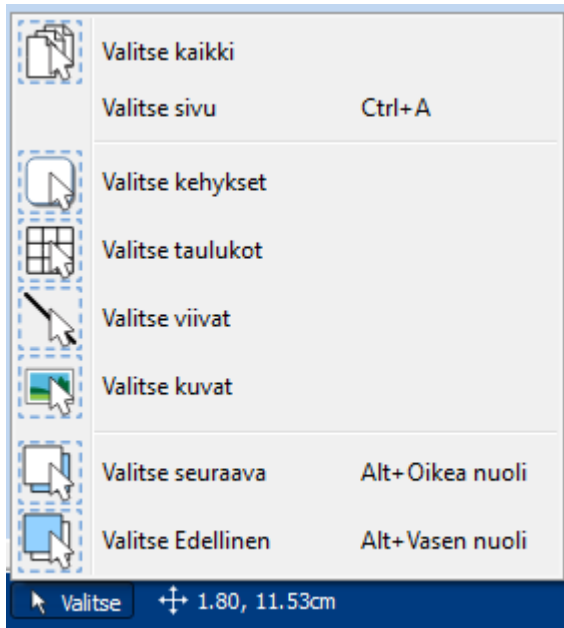 Valitse kaikki
Valitse sivu Ctrl+A
Valitse kehykset
Valitse taulukot
Valitse viivat
Valitse kuvat
Valitse seuraava Alt+Oikea nuoli
Valitse Edellinen Alt+Vasen nuoli
Valitse 1.80, 11.53cm